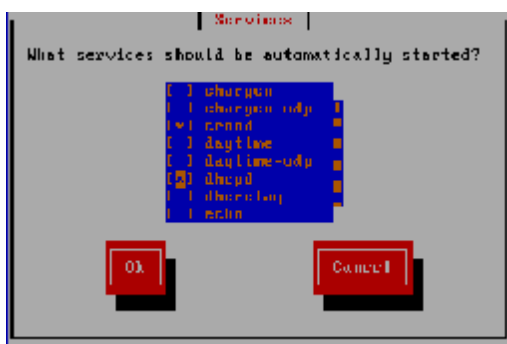 Services
What services should be automatically started?
[ ] chargen
[ ] chargen-udp
[*] crond
[ ] daytime
[ ] daytime-udp
[*] dhcpd
[ ] dhcrelay
[ ] echo
Ok Cancel